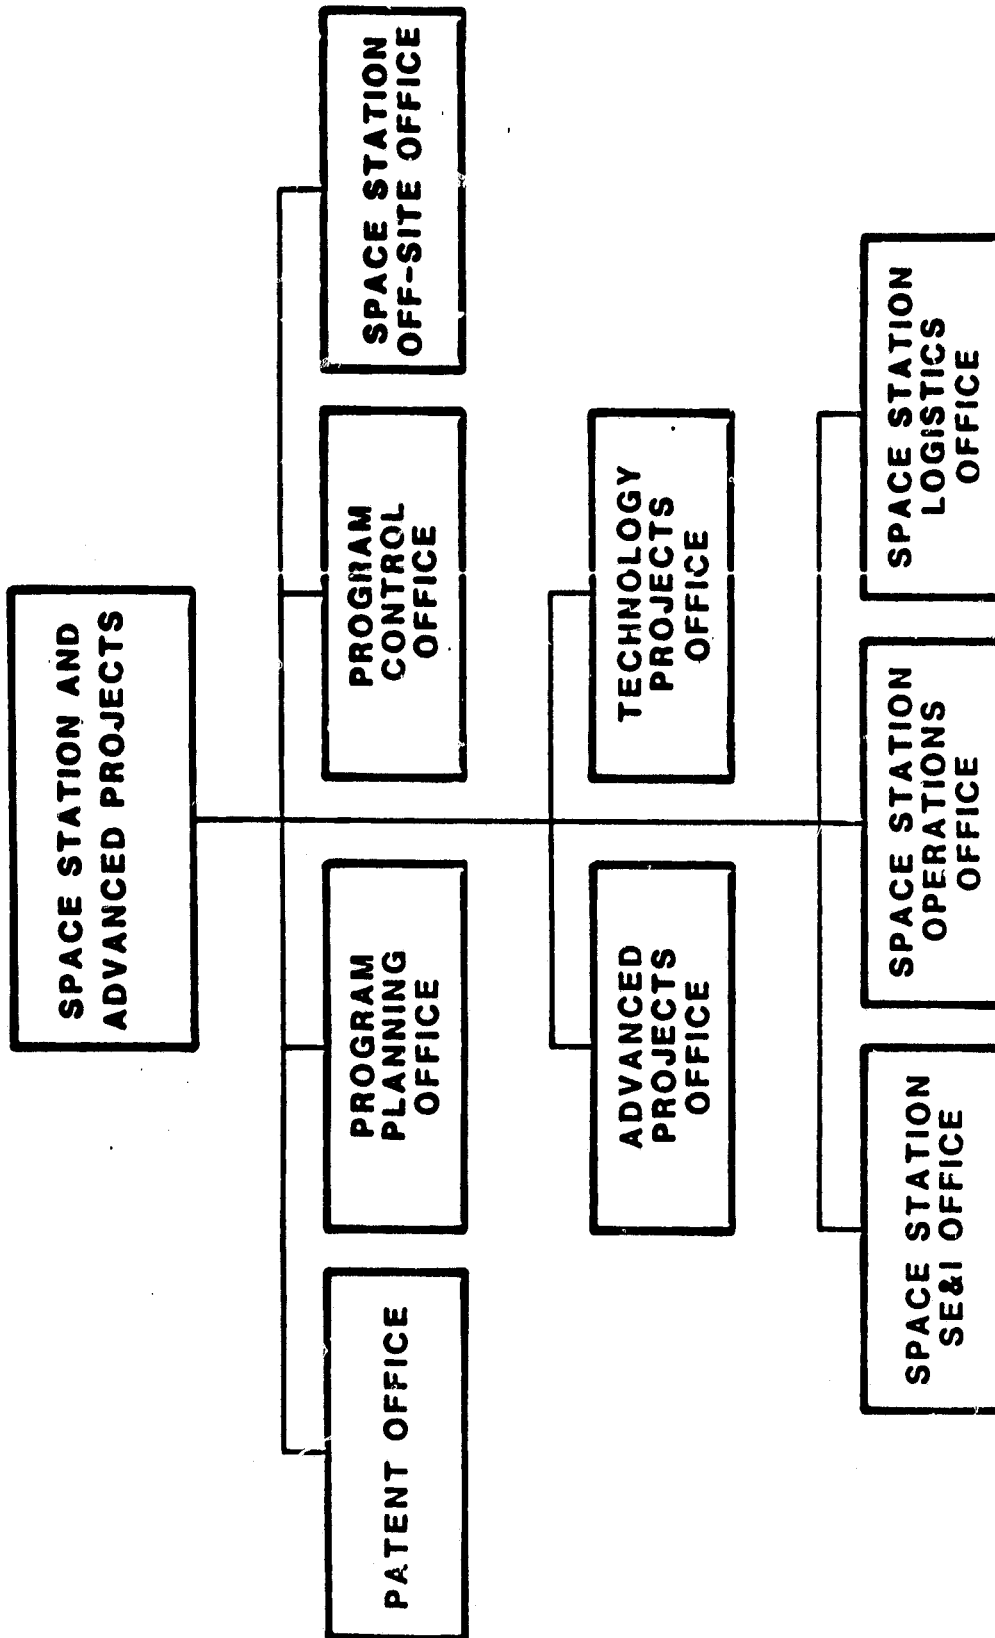 SPACE STATION AND
ADVANCED PROJECTS
PATENT OFFICE
PROGRAM
PLANNING
OFFICE
PROGRAM
CONTROL
OFFICE
SPACE STATION
OFF-SITE OFFICE
ADVANCED
PROJECTS
OFFICE
TECHNOLOGY
PROJECTS
OFFICE
SPACE STATION
SE&I OFFICE
SPACE STATION
OPERATIONS
OFFICE
SPACE STATION
LOGISTICS
OFFICE